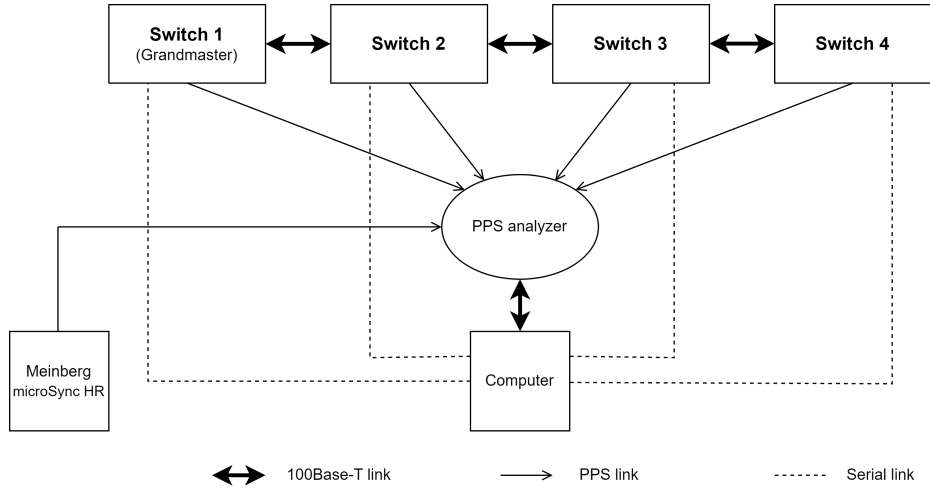 Switch 1
(Grandmaster)
Switch 2
Switch 3
Switch 4
PPS analyzer
Meinberg
microSync HR
Computer
100Base-T link
PPS link
Serial link